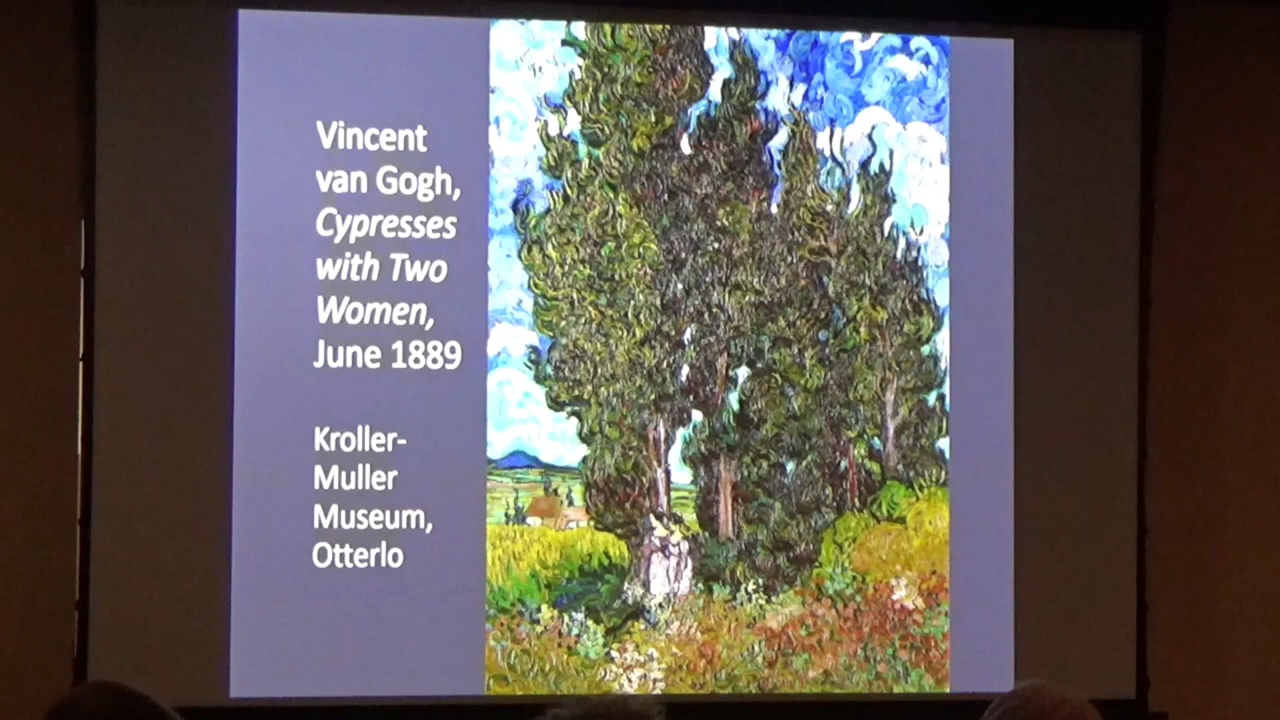 Vincent
van Gogh,
Cypresses
with Two
Women,
June 1889
Kroller-
Muller
Museum,
Otterlo